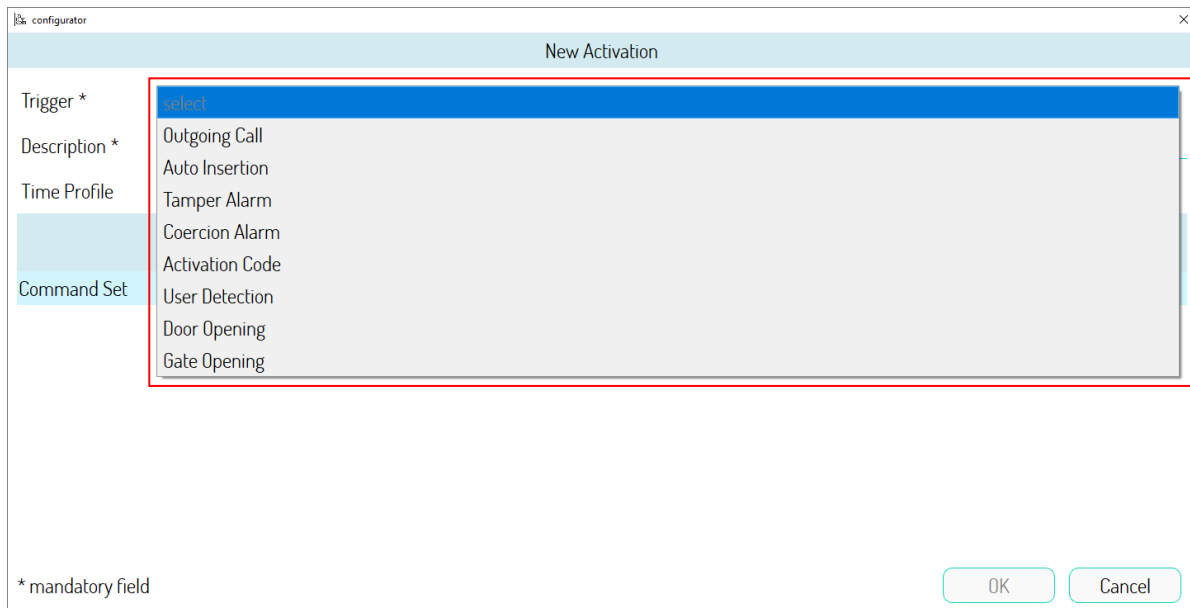 configurator
New Activation
Trigger *
select
Outgoing Call
Description *
Auto Insertion
Time Profile
Tamper Alarm
Coercion Alarm
Activation Code
Command Set
User Detection
Door Opening
Gate Opening
* mandatory field
OK
Cancel